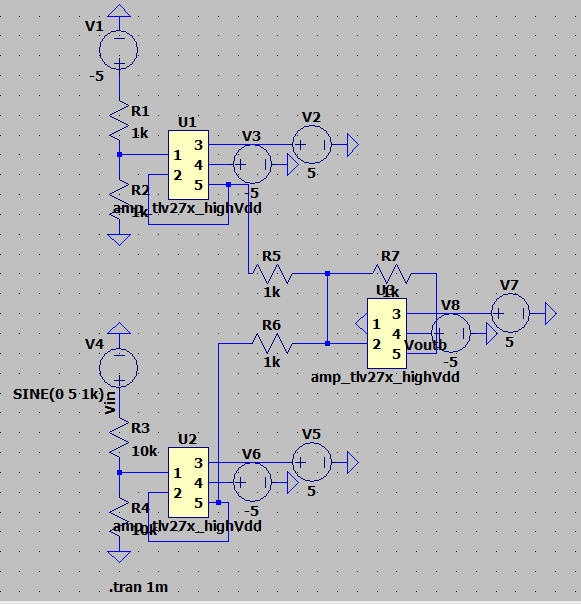 V1
-5
R1
1k
U1
V3
V2
3
1
4
2
5
-5
5
R2
1k
amp_tlv27x_highVdd
R5
1k
R7
1k
U3
V8
V7
3
1
4
2
5
Voutb
-5
5
R6
1k
amp_tlv27x_highVdd
V4
SINE(0 5 1k)
Vin
R3
10k
U2
V6
V5
3
1
4
2
5
-5
5
R4
10k
amp_tlv27x_highVdd
.tran 1m